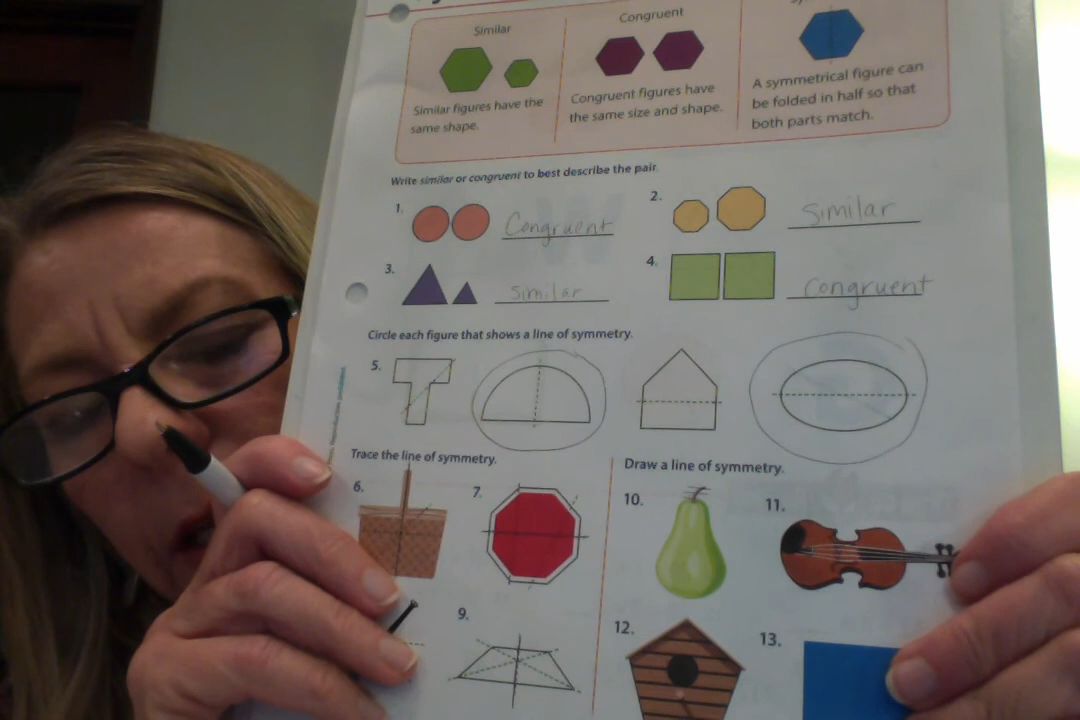 Similar
Congruent
Similar figures have the
same shape.
Congruent figures have
the same size and shape.
A symmetrical figure can
be folded in half so that
both parts match.
Write similar or congruent to best describe the pair.
1. Congruent
2. Similar
3. Similar
4. congruent
Circle each figure that shows a line of symmetry.
5.
Trace the line of symmetry.
Draw a line of symmetry.
6.
7.
10.
11.
9.
12.
13.